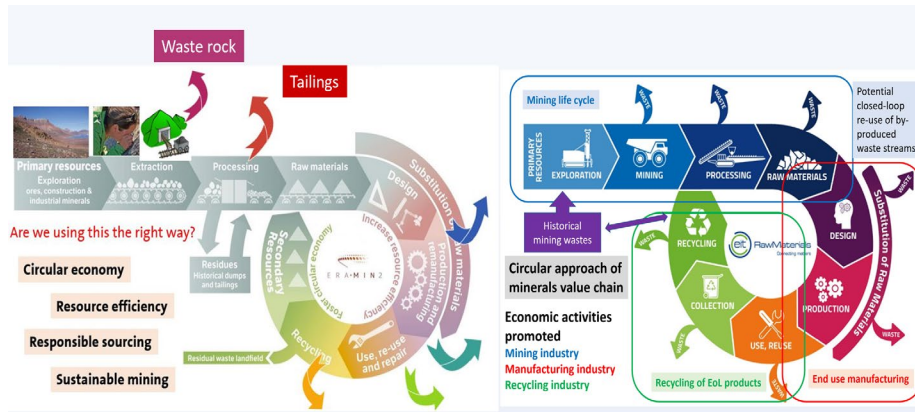 Waste rock
Tailings
Primary resources
Exploration
ores, construction &
industrial minerals
Extraction
Processing
Raw materials
Are we using this the right way?
Circular economy
Resource efficiency
Responsible sourcing
Sustainable mining
Residues
Historical dumps
and tailings
Secondary
Resources
Foster circular economy
Increase resource efficiency
ERA-MIN2
Design
Substitution
raw materials
Production and
remanufacturing
Use, re-use
and repair
Recycling
Residual waste landfield
Mining life cycle
WASTE
WASTE
WASTE
Potential
closed-loop
re-use of by-
produced
waste streams
PRIMARY
RESOURCES
EXPLORATION
MINING
PROCESSING
RAW MATERIALS
WASTE
Historical
mining wastes
WASTE
RECYCLING
eit RawMaterials
Connecting matters
DESIGN
Substitution of Raw Materials
Circular approach of
minerals value chain
COLLECTION
PRODUCTION
Economic activities
promoted
WASTE
USE, REUSE
WASTE
Mining industry
Manufacturing industry
Recycling industry
Recycling of EoL products
WASTE
End use manufacturing